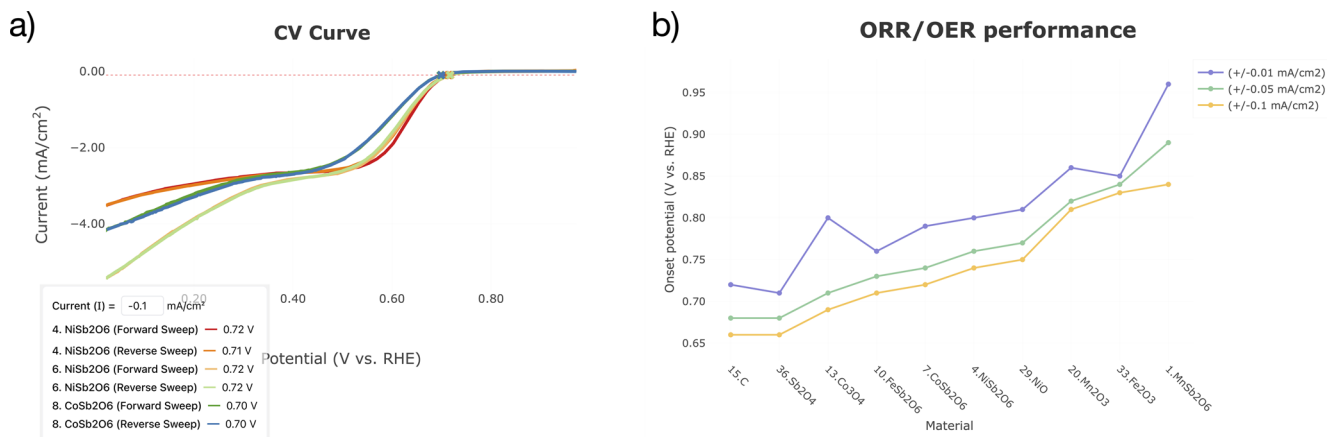 a)
CV Curve
0.00
−2.00
−4.00
Current (mA/cm²)
0.20
0.40
0.60
0.80
Potential (V vs. RHE)
Current (I) = -0.1 mA/cm²
4. NiSb2O6 (Forward Sweep) 0.72 V
4. NiSb2O6 (Reverse Sweep) 0.71 V
6. NiSb2O6 (Forward Sweep) 0.72 V
6. NiSb2O6 (Reverse Sweep) 0.72 V
8. CoSb2O6 (Forward Sweep) 0.70 V
8. CoSb2O6 (Reverse Sweep) 0.70 V
b)
ORR/OER performance
(+/-0.01 mA/cm2)
(+/-0.05 mA/cm2)
(+/-0.1 mA/cm2)
0.95
0.90
0.85
0.80
0.75
0.70
0.65
Onset potential (V vs. RHE)
15.C
36.Sb2O4
13.Co3O4
10.FeSb2O6
7.CoSb2O6
4.NiSb2O6
29.NiO
20.Mn2O3
33.Fe2O3
1.MnSb2O6
Material